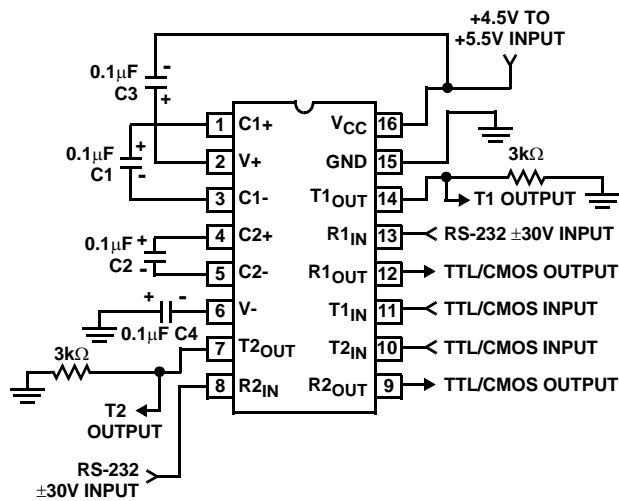 +4.5V TO
+5.5V INPUT
0.1μF
-
C3
+
1
C1+
VCC
16
0.1μF
+
C1
-
2
V+
GND
15
3kΩ
3
C1-
T1OUT
14
T1 OUTPUT
0.1μF
+
C2
-
4
C2+
R1IN
13
RS-232 ±30V INPUT
5
C2-
R1OUT
12
TTL/CMOS OUTPUT
+
-
0.1μF C4
6
V-
T1IN
11
TTL/CMOS INPUT
3kΩ
7
T2OUT
T2IN
10
TTL/CMOS INPUT
8
R2IN
R2OUT
9
TTL/CMOS OUTPUT
T2
OUTPUT
RS-232
±30V INPUT